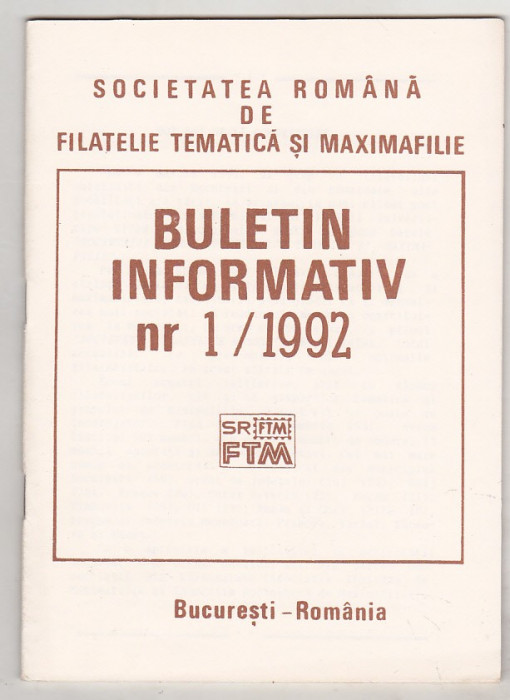 SOCIETATEA ROMÂNĂ
DE
FILATELIE TEMATICĂ ȘI MAXIMAFILIE
BULETIN
INFORMATIV
nr 1/1992
SR FTM
FTM
București - România